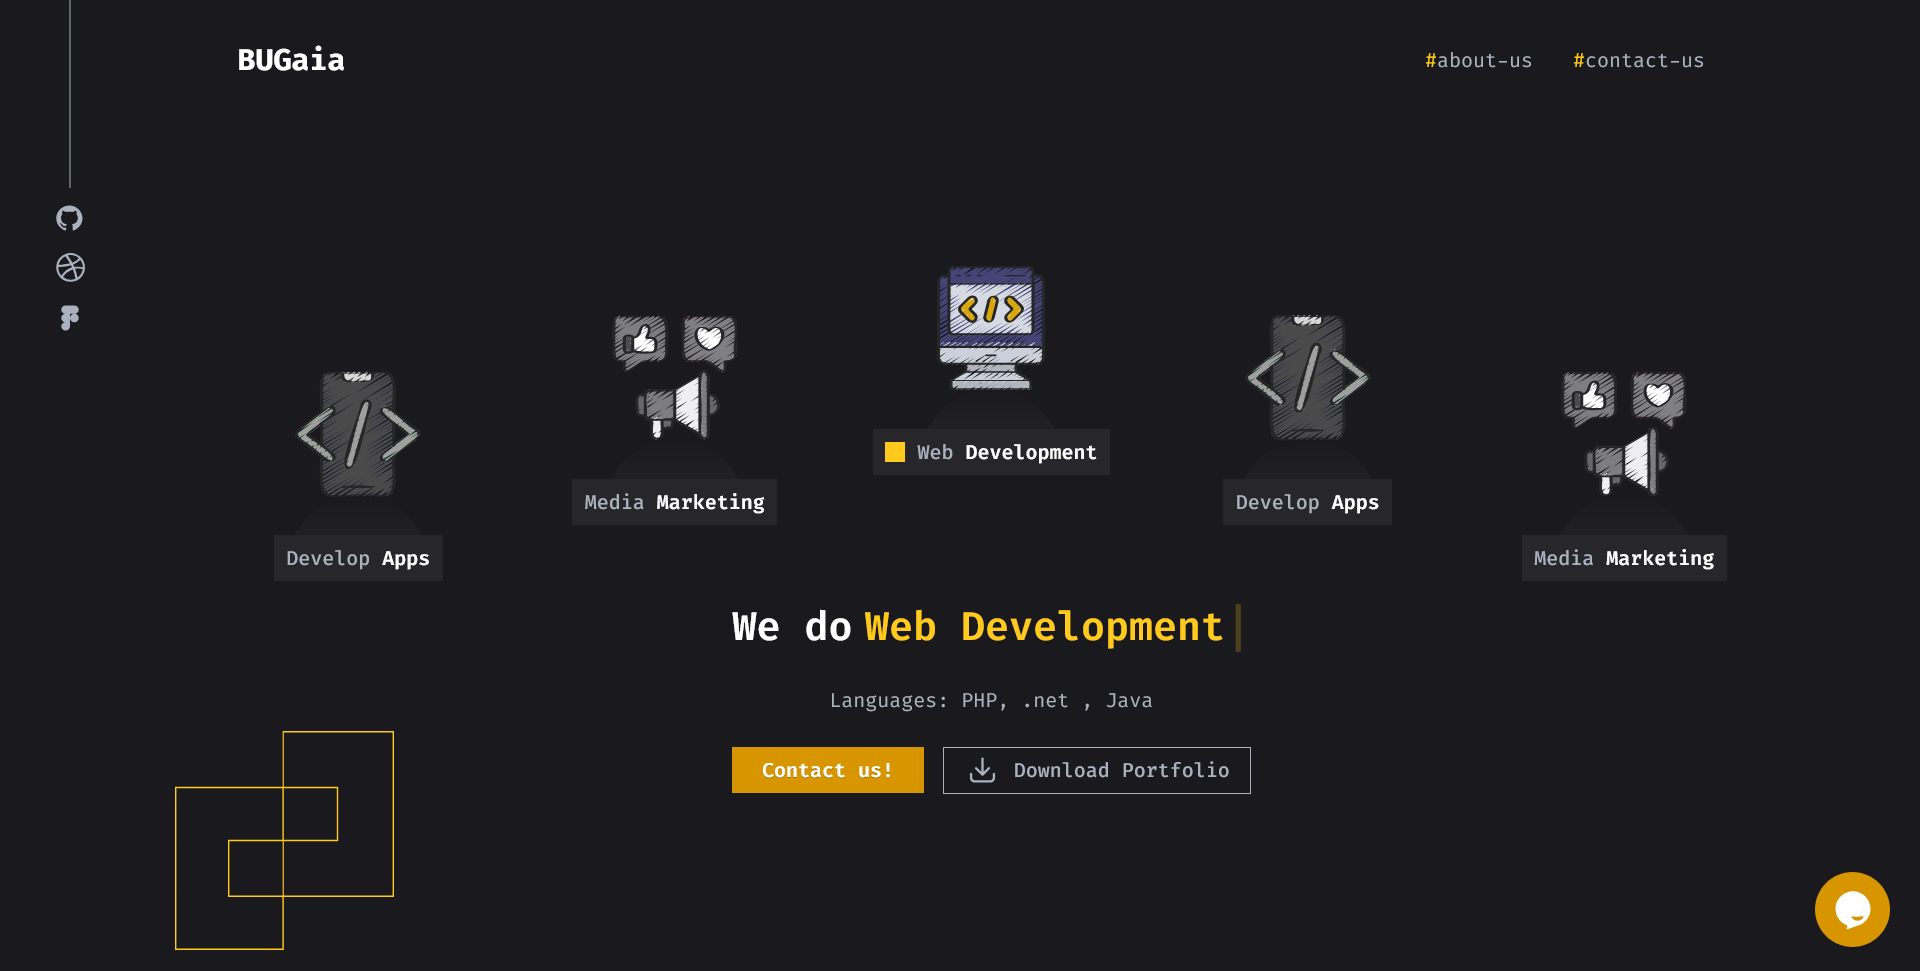 BUGaia
#about-us
#contact-us
</>
Web Development
Media Marketing
Develop Apps
Develop Apps
Media Marketing
We do Web Development
Languages: PHP, .net , Java
Contact us!
Download Portfolio